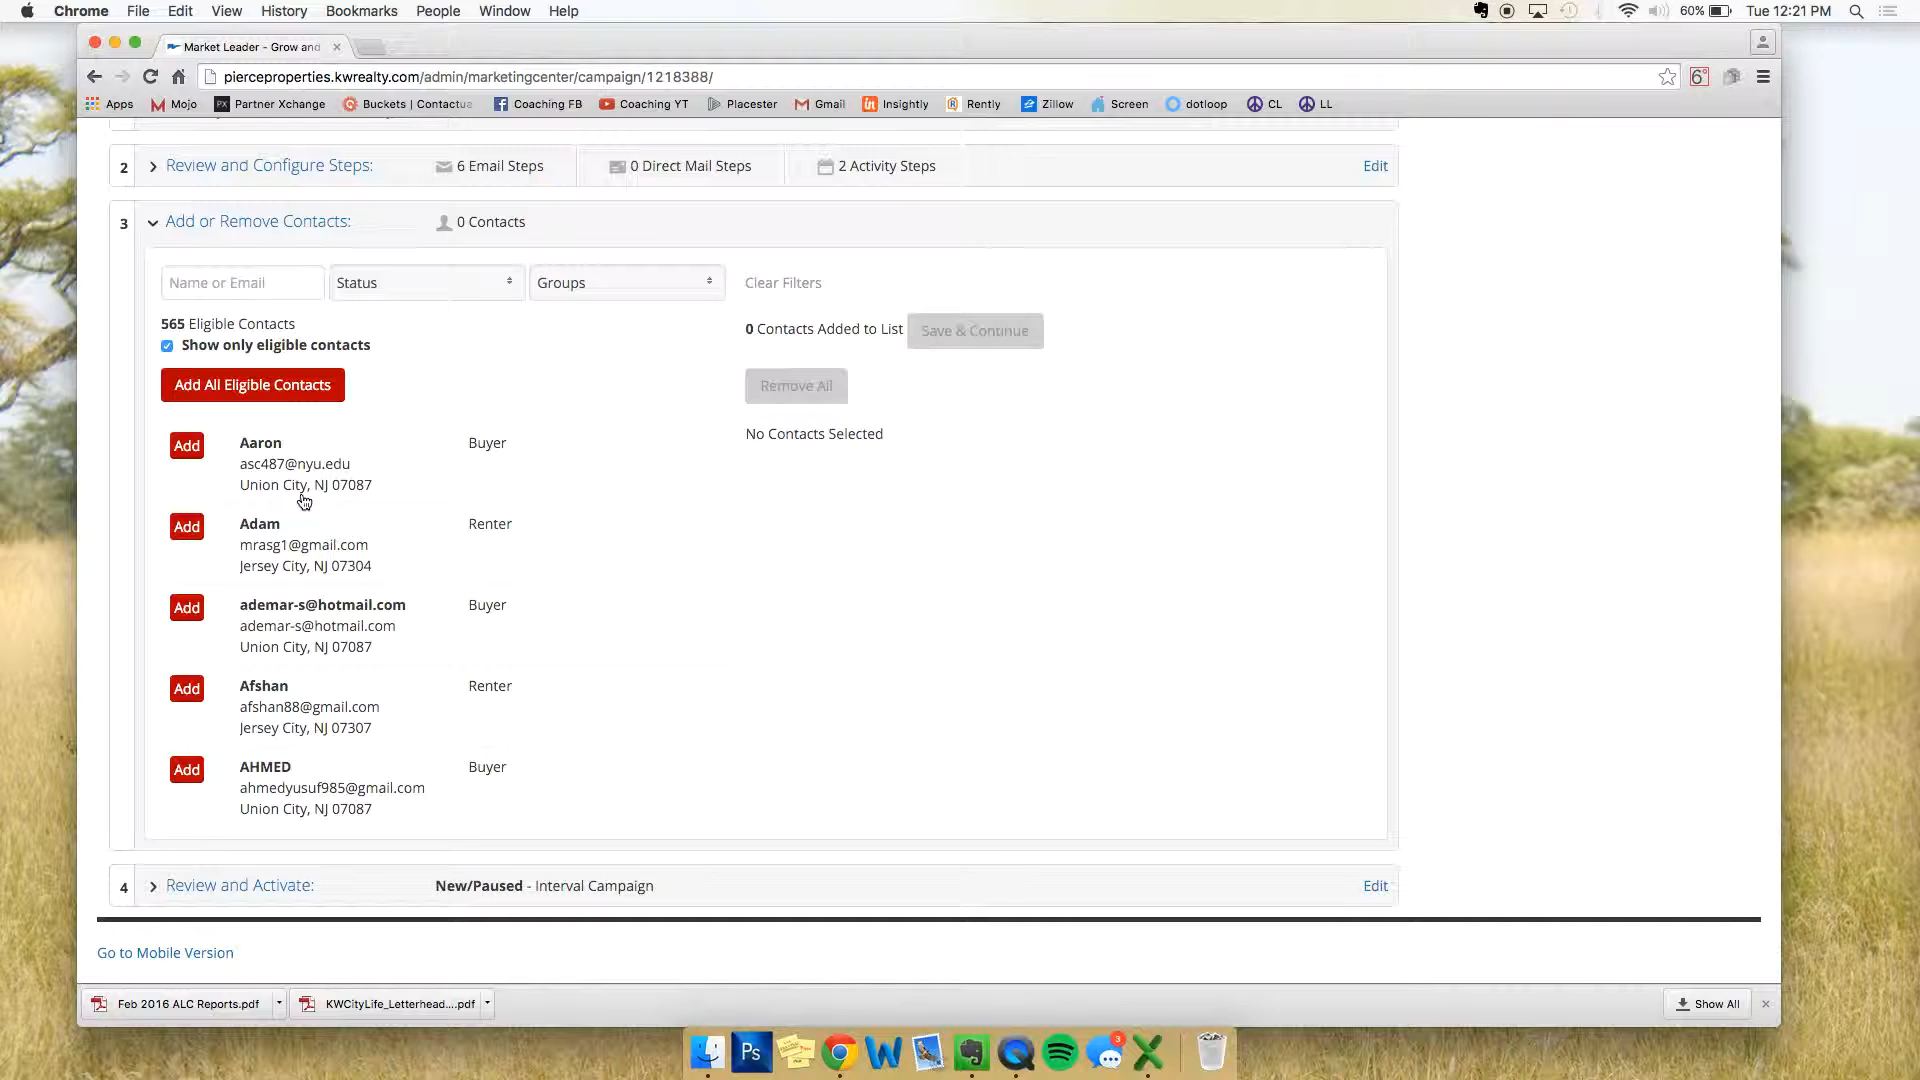 Chrome File Edit View History Bookmarks People Window Help 60% Tue 12:21 PM
Market Leader - Grow and
pierceproperties.kwrealty.com/admin/marketingcenter/campaign/1218388/
Apps Mojo Partner Xchange Buckets | Contactua Coaching FB Coaching YT Placester Gmail Insightly Rently Zillow Screen dotloop CL LL
2 Review and Configure Steps: 6 Email Steps 0 Direct Mail Steps 2 Activity Steps Edit
3 Add or Remove Contacts: 0 Contacts
Name or Email Status Groups Clear Filters
565 Eligible Contacts
0 Contacts Added to List Save & Continue
Show only eligible contacts
Add All Eligible Contacts Remove All
No Contacts Selected
Add Aaron Buyer
asc487@nyu.edu
Union City, NJ 07087
Add Adam Renter
mrasg1@gmail.com
Jersey City, NJ 07304
Add ademar-s@hotmail.com Buyer
ademar-s@hotmail.com
Union City, NJ 07087
Add Afshan Renter
afshan88@gmail.com
Jersey City, NJ 07307
Add AHMED Buyer
ahmedyusuf985@gmail.com
Union City, NJ 07087
4 Review and Activate: New/Paused - Interval Campaign Edit
Go to Mobile Version
Feb 2016 ALC Reports.pdf KWCityLife_Letterhead....pdf Show All
Ps W 3